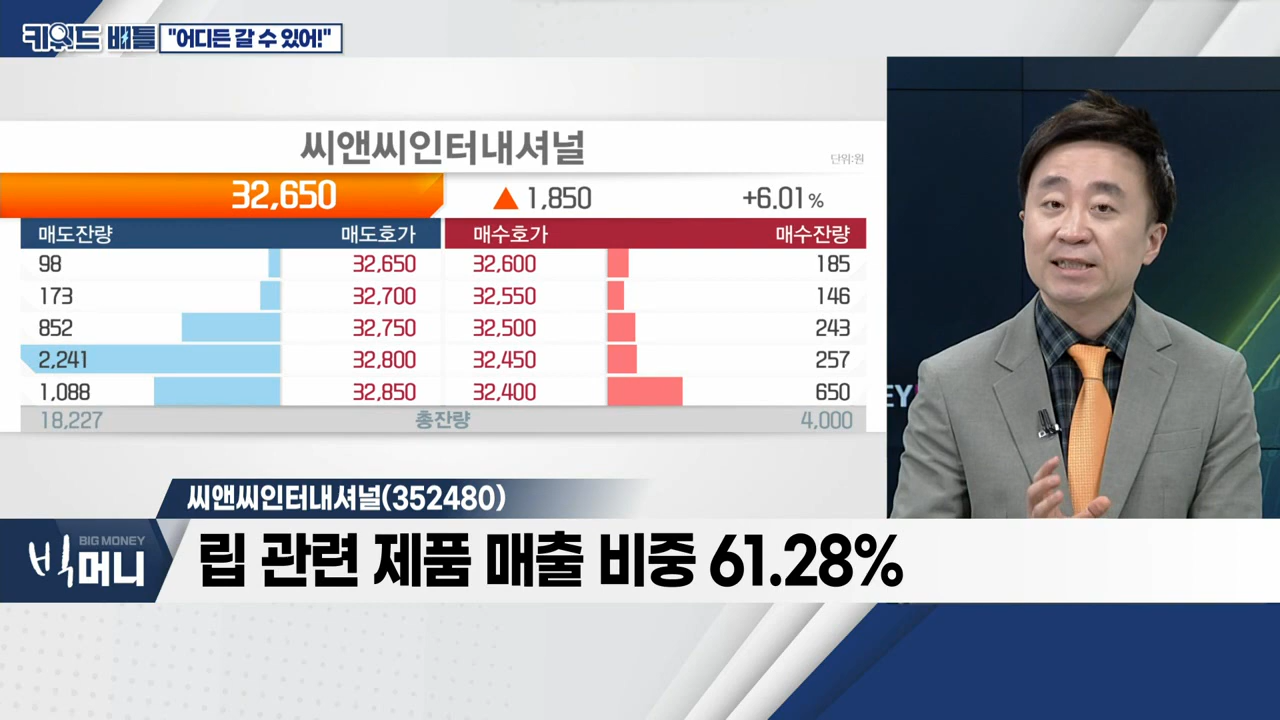 키워드 배틀 "어디든 갈 수 있어!"
씨앤씨인터내셔널
단위:원
32,650 ▲ 1,850 +6.01%
매도잔량 매도호가 매수호가 매수잔량
98 32,650 32,600 185
173 32,700 32,550 146
852 32,750 32,500 243
2,241 32,800 32,450 257
1,088 32,850 32,400 650
18,227 총잔량 4,000
EY
씨앤씨인터내셔널(352480)
BIG MONEY
빅머니
립 관련 제품 매출 비중 61.28%